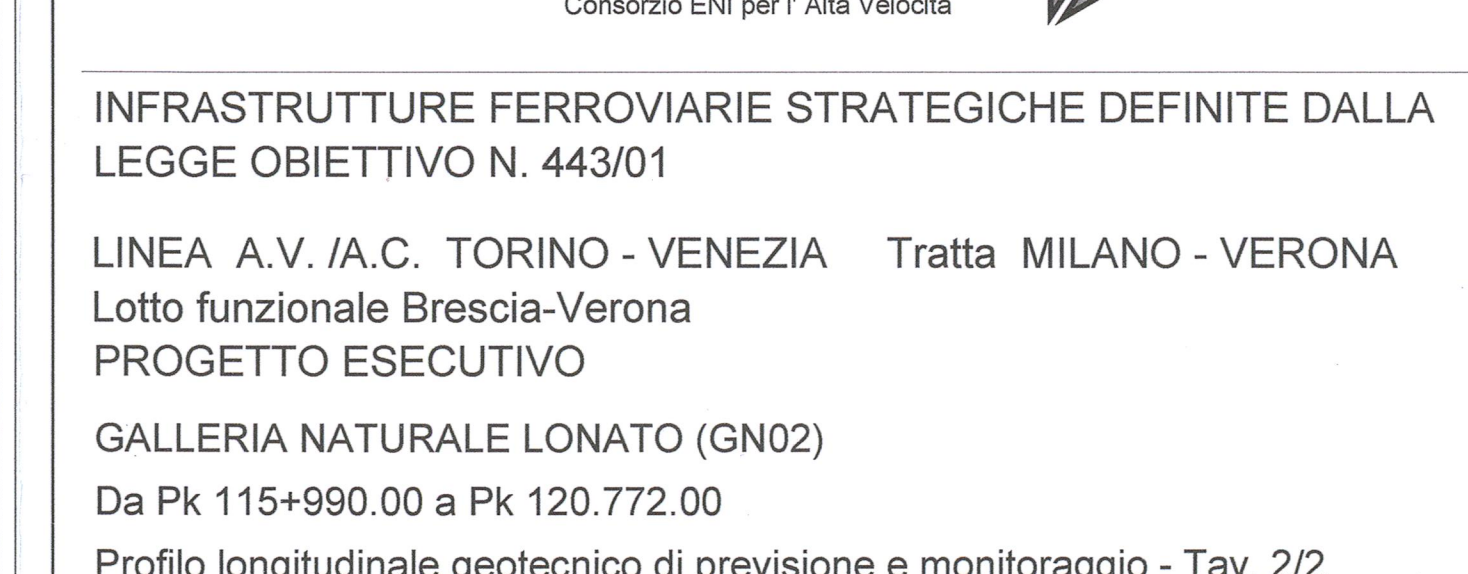 Consorzio ENI per l' Alta Velocità
INFRASTRUTTURE FERROVIARIE STRATEGICHE DEFINITE DALLA
LEGGE OBIETTIVO N. 443/01
LINEA A.V. /A.C. TORINO - VENEZIA Tratta MILANO - VERONA
Lotto funzionale Brescia-Verona
PROGETTO ESECUTIVO
GALLERIA NATURALE LONATO (GN02)
Da Pk 115+990.00 a Pk 120.772.00
Profilo longitudinale geotecnico di previsione e monitoraggio - Tav. 2/2